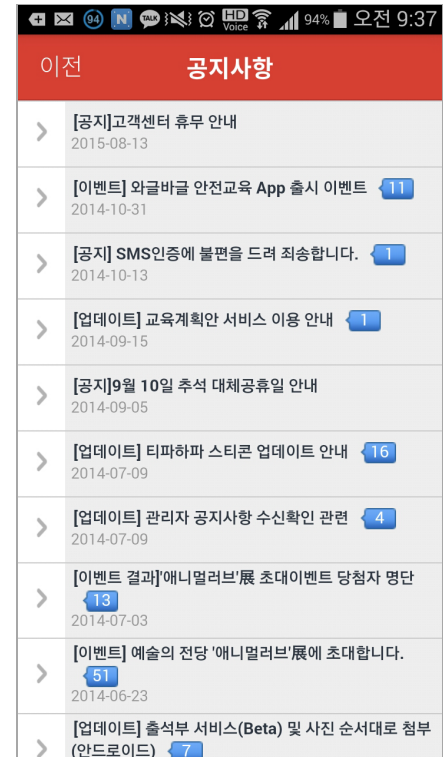 94 N TALK HD Voice 94% 오전 9:37
이전 공지사항
[공지]고객센터 휴무 안내
2015-08-13
[이벤트] 와글바글 안전교육 App 출시 이벤트 11
2014-10-31
[공지] SMS인증에 불편을 드려 죄송합니다. 1
2014-10-13
[업데이트] 교육계획안 서비스 이용 안내 1
2014-09-15
[공지]9월 10일 추석 대체공휴일 안내
2014-09-05
[업데이트] 티파하파 스티콘 업데이트 안내 16
2014-07-09
[업데이트] 관리자 공지사항 수신확인 관련 4
2014-07-09
[이벤트 결과]'애니멀러브'展 초대이벤트 당첨자 명단
13
2014-07-03
[이벤트] 예술의 전당 '애니멀러브'展에 초대합니다.
51
2014-06-23
[업데이트] 출석부 서비스(Beta) 및 사진 순서대로 첨부
(안드로이드) 7